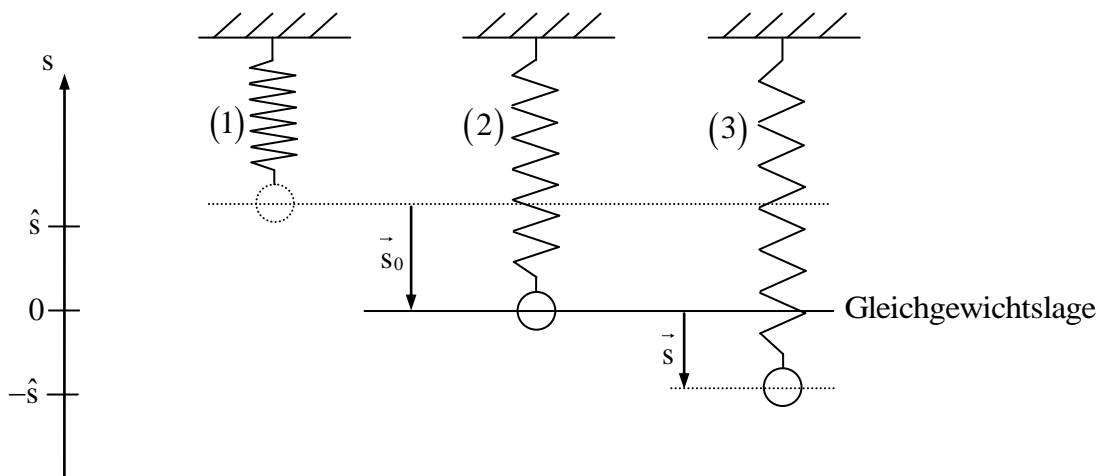 s
(1)
(2)
(3)
ŝ
s⃗₀
0
Gleichgewichtslage
s⃗
−ŝ